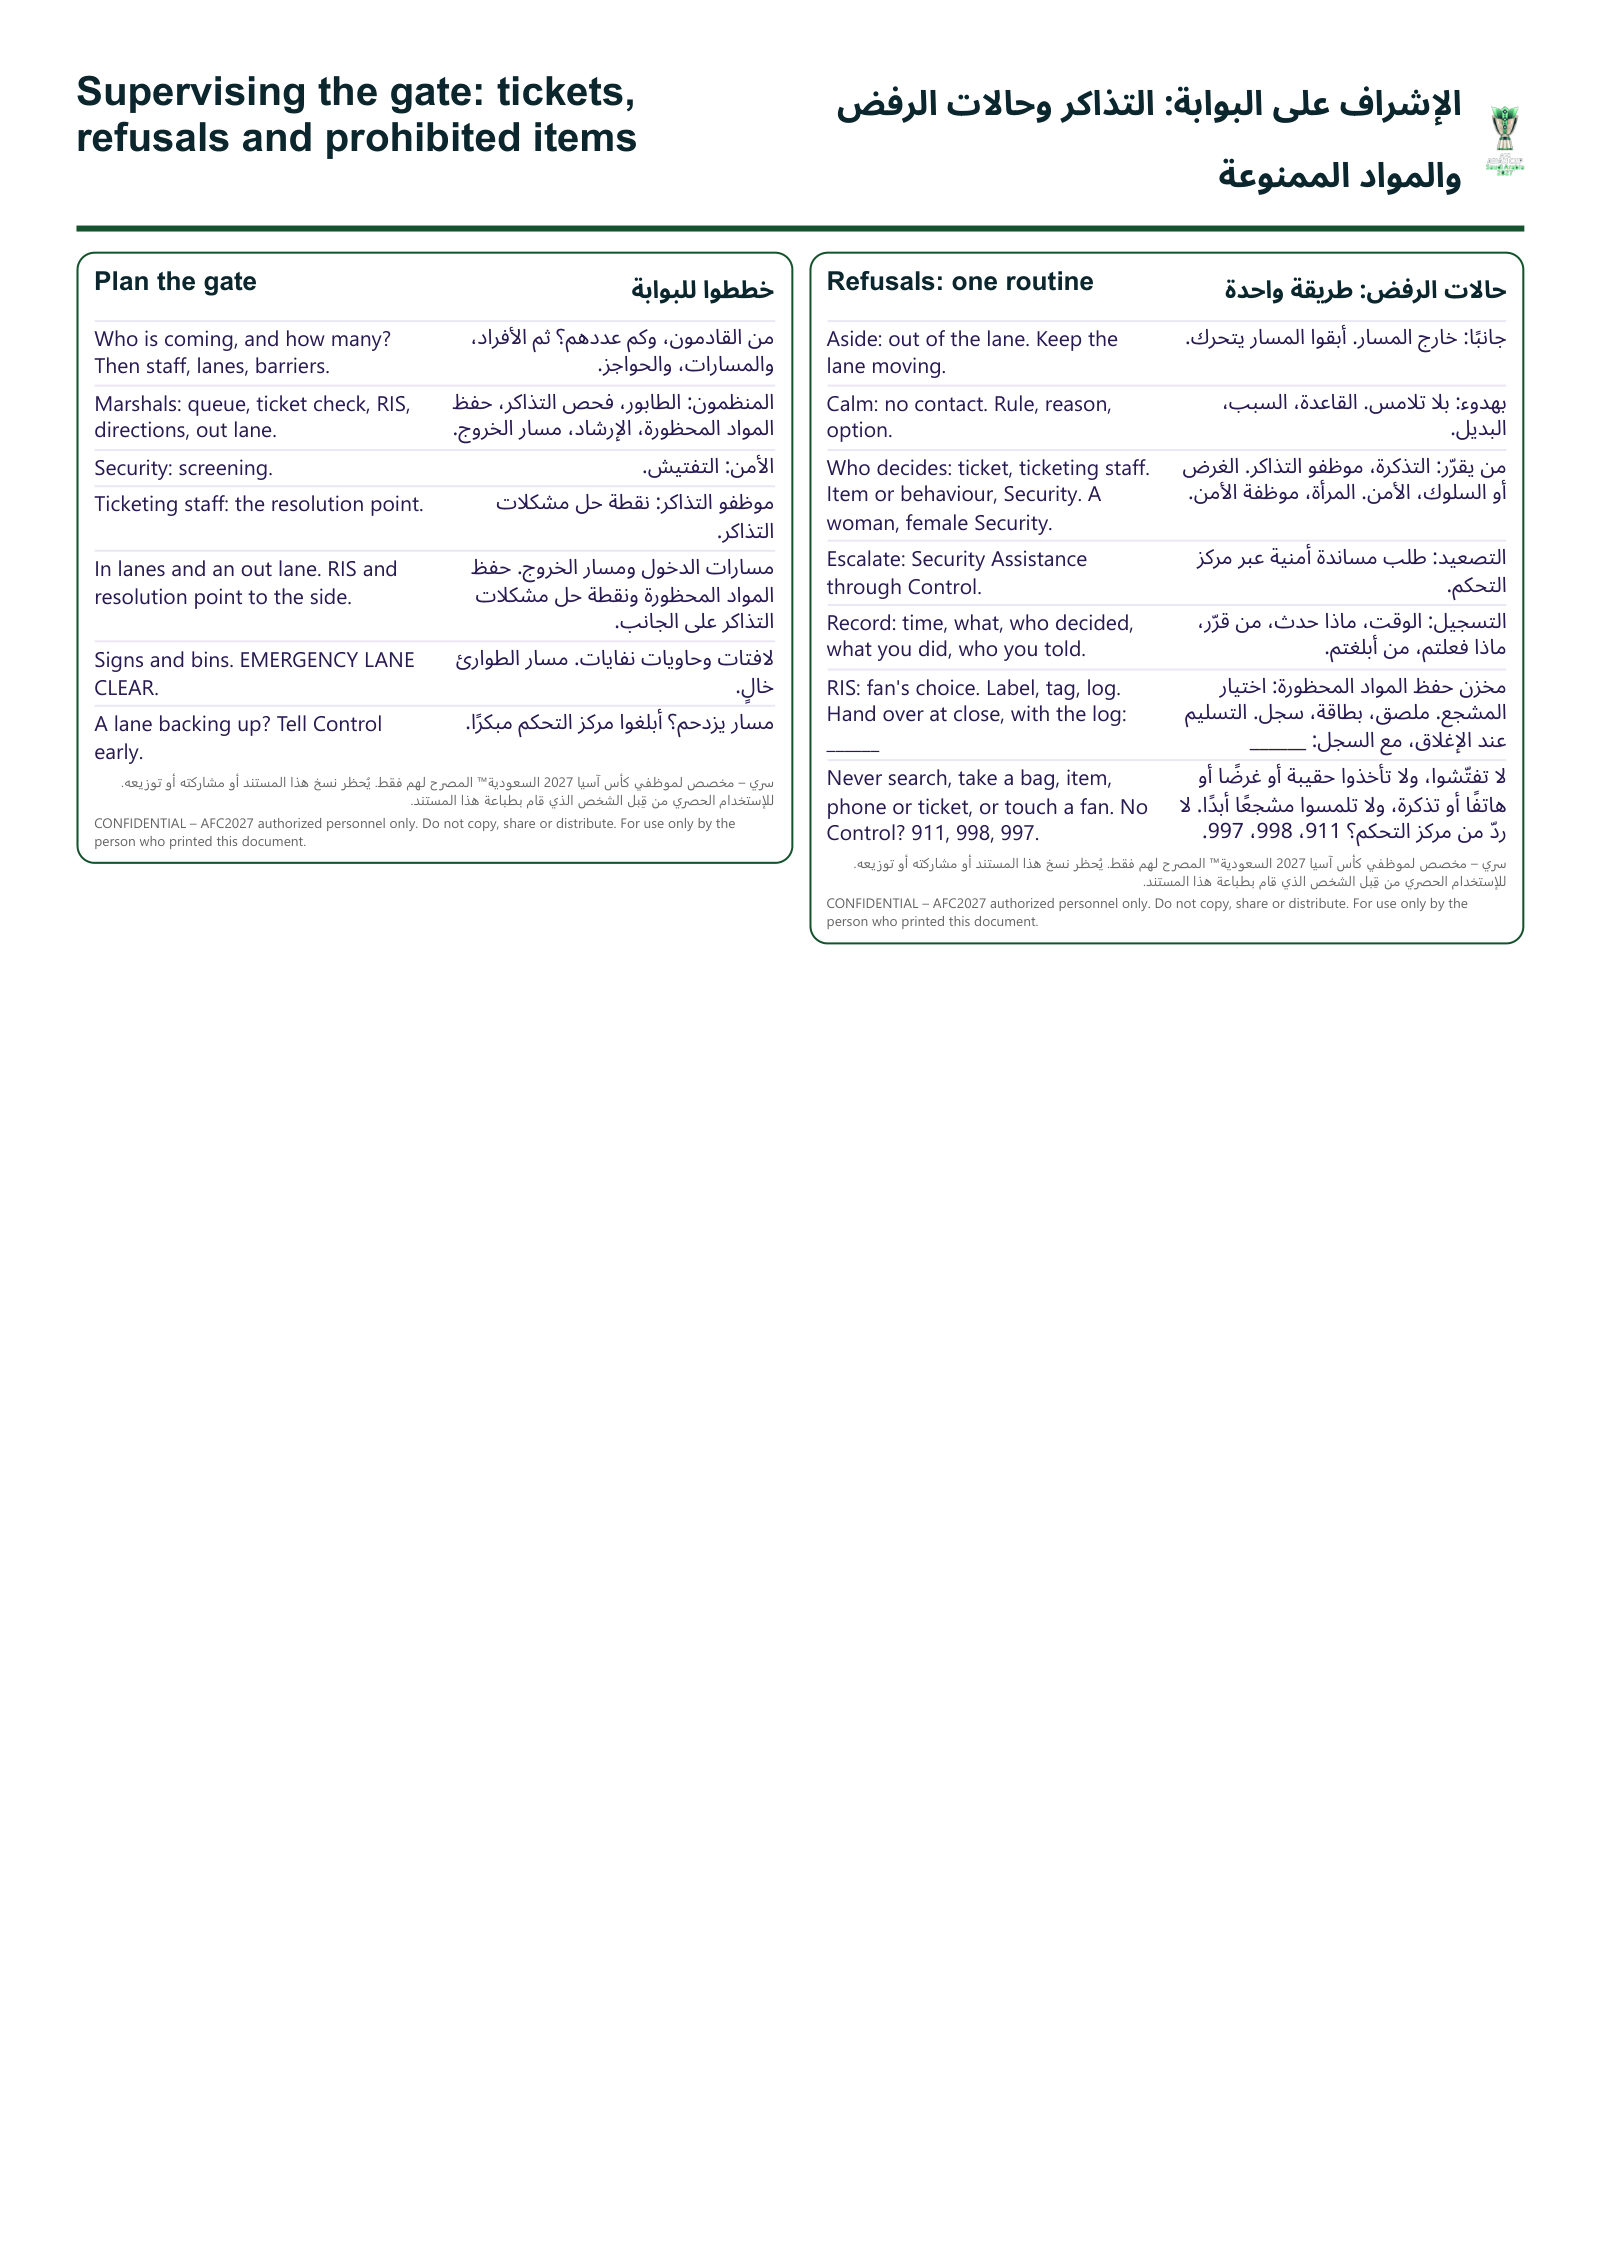 Supervising the gate: tickets,
refusals and prohibited items
الإشراف على البوابة: التذاكر وحالات الرفض
والمواد الممنوعة
Saudi Arabia
2027
Plan the gate
خططوا للبوابة
Who is coming, and how many?
Then staff, lanes, barriers.
من القادمون، وكم عددهم؟ ثم الأفراد،
والمسارات، والحواجز.
Marshals: queue, ticket check, RIS,
directions, out lane.
المنظمون: الطابور، فحص التذاكر، حفظ
المواد المحظورة، الإرشاد، مسار الخروج.
Security: screening.
الأمن: التفتيش.
Ticketing staff: the resolution point.
موظفو التذاكر: نقطة حل مشكلات
التذاكر.
In lanes and an out lane. RIS and
resolution point to the side.
مسارات الدخول ومسار الخروج. حفظ
المواد المحظورة ونقطة حل مشكلات
التذاكر على الجانب.
Signs and bins. EMERGENCY LANE
CLEAR.
لافتات وحاويات نفايات. مسار الطوارئ
خالٍ.
A lane backing up? Tell Control
early.
مسار يزدحم؟ أبلغوا مركز التحكم مبكرًا.
سري – مخصص لموظفي كأس آسيا 2027 السعودية™ المصرح لهم فقط. يُحظر نسخ هذا المستند أو مشاركته أو توزيعه.
للإستخدام الحصري من قِبل الشخص الذي قام بطباعة هذا المستند.
CONFIDENTIAL – AFC2027 authorized personnel only. Do not copy, share or distribute. For use only by the
person who printed this document.
Refusals: one routine
حالات الرفض: طريقة واحدة
Aside: out of the lane. Keep the
lane moving.
جانبًا: خارج المسار. أبقوا المسار يتحرك.
Calm: no contact. Rule, reason,
option.
بهدوء: بلا تلامس. القاعدة، السبب،
البديل.
Who decides: ticket, ticketing staff.
Item or behaviour, Security. A
woman, female Security.
من يقرّر: التذكرة، موظفو التذاكر. الغرض
أو السلوك، الأمن. المرأة، موظفة الأمن.
Escalate: Security Assistance
through Control.
التصعيد: طلب مساندة أمنية عبر مركز
التحكم.
Record: time, what, who decided,
what you did, who you told.
التسجيل: الوقت، ماذا حدث، من قرّر،
ماذا فعلتم، من أبلغتم.
RIS: fan's choice. Label, tag, log.
Hand over at close, with the log:
______
مخزن حفظ المواد المحظورة: اختيار
المشجع. ملصق، بطاقة، سجل. التسليم
عند الإغلاق، مع السجل: ______
Never search, take a bag, item,
phone or ticket, or touch a fan. No
Control? 911, 998, 997.
لا تفتّشوا، ولا تأخذوا حقيبة أو غرضًا أو
هاتفًا أو تذكرة، ولا تلمسوا مشجعًا أبدًا. لا
ردّ من مركز التحكم؟ 911، 998، 997.
سري – مخصص لموظفي كأس آسيا 2027 السعودية™ المصرح لهم فقط. يُحظر نسخ هذا المستند أو مشاركته أو توزيعه.
للإستخدام الحصري من قِبل الشخص الذي قام بطباعة هذا المستند.
CONFIDENTIAL – AFC2027 authorized personnel only. Do not copy, share or distribute. For use only by the
person who printed this document.